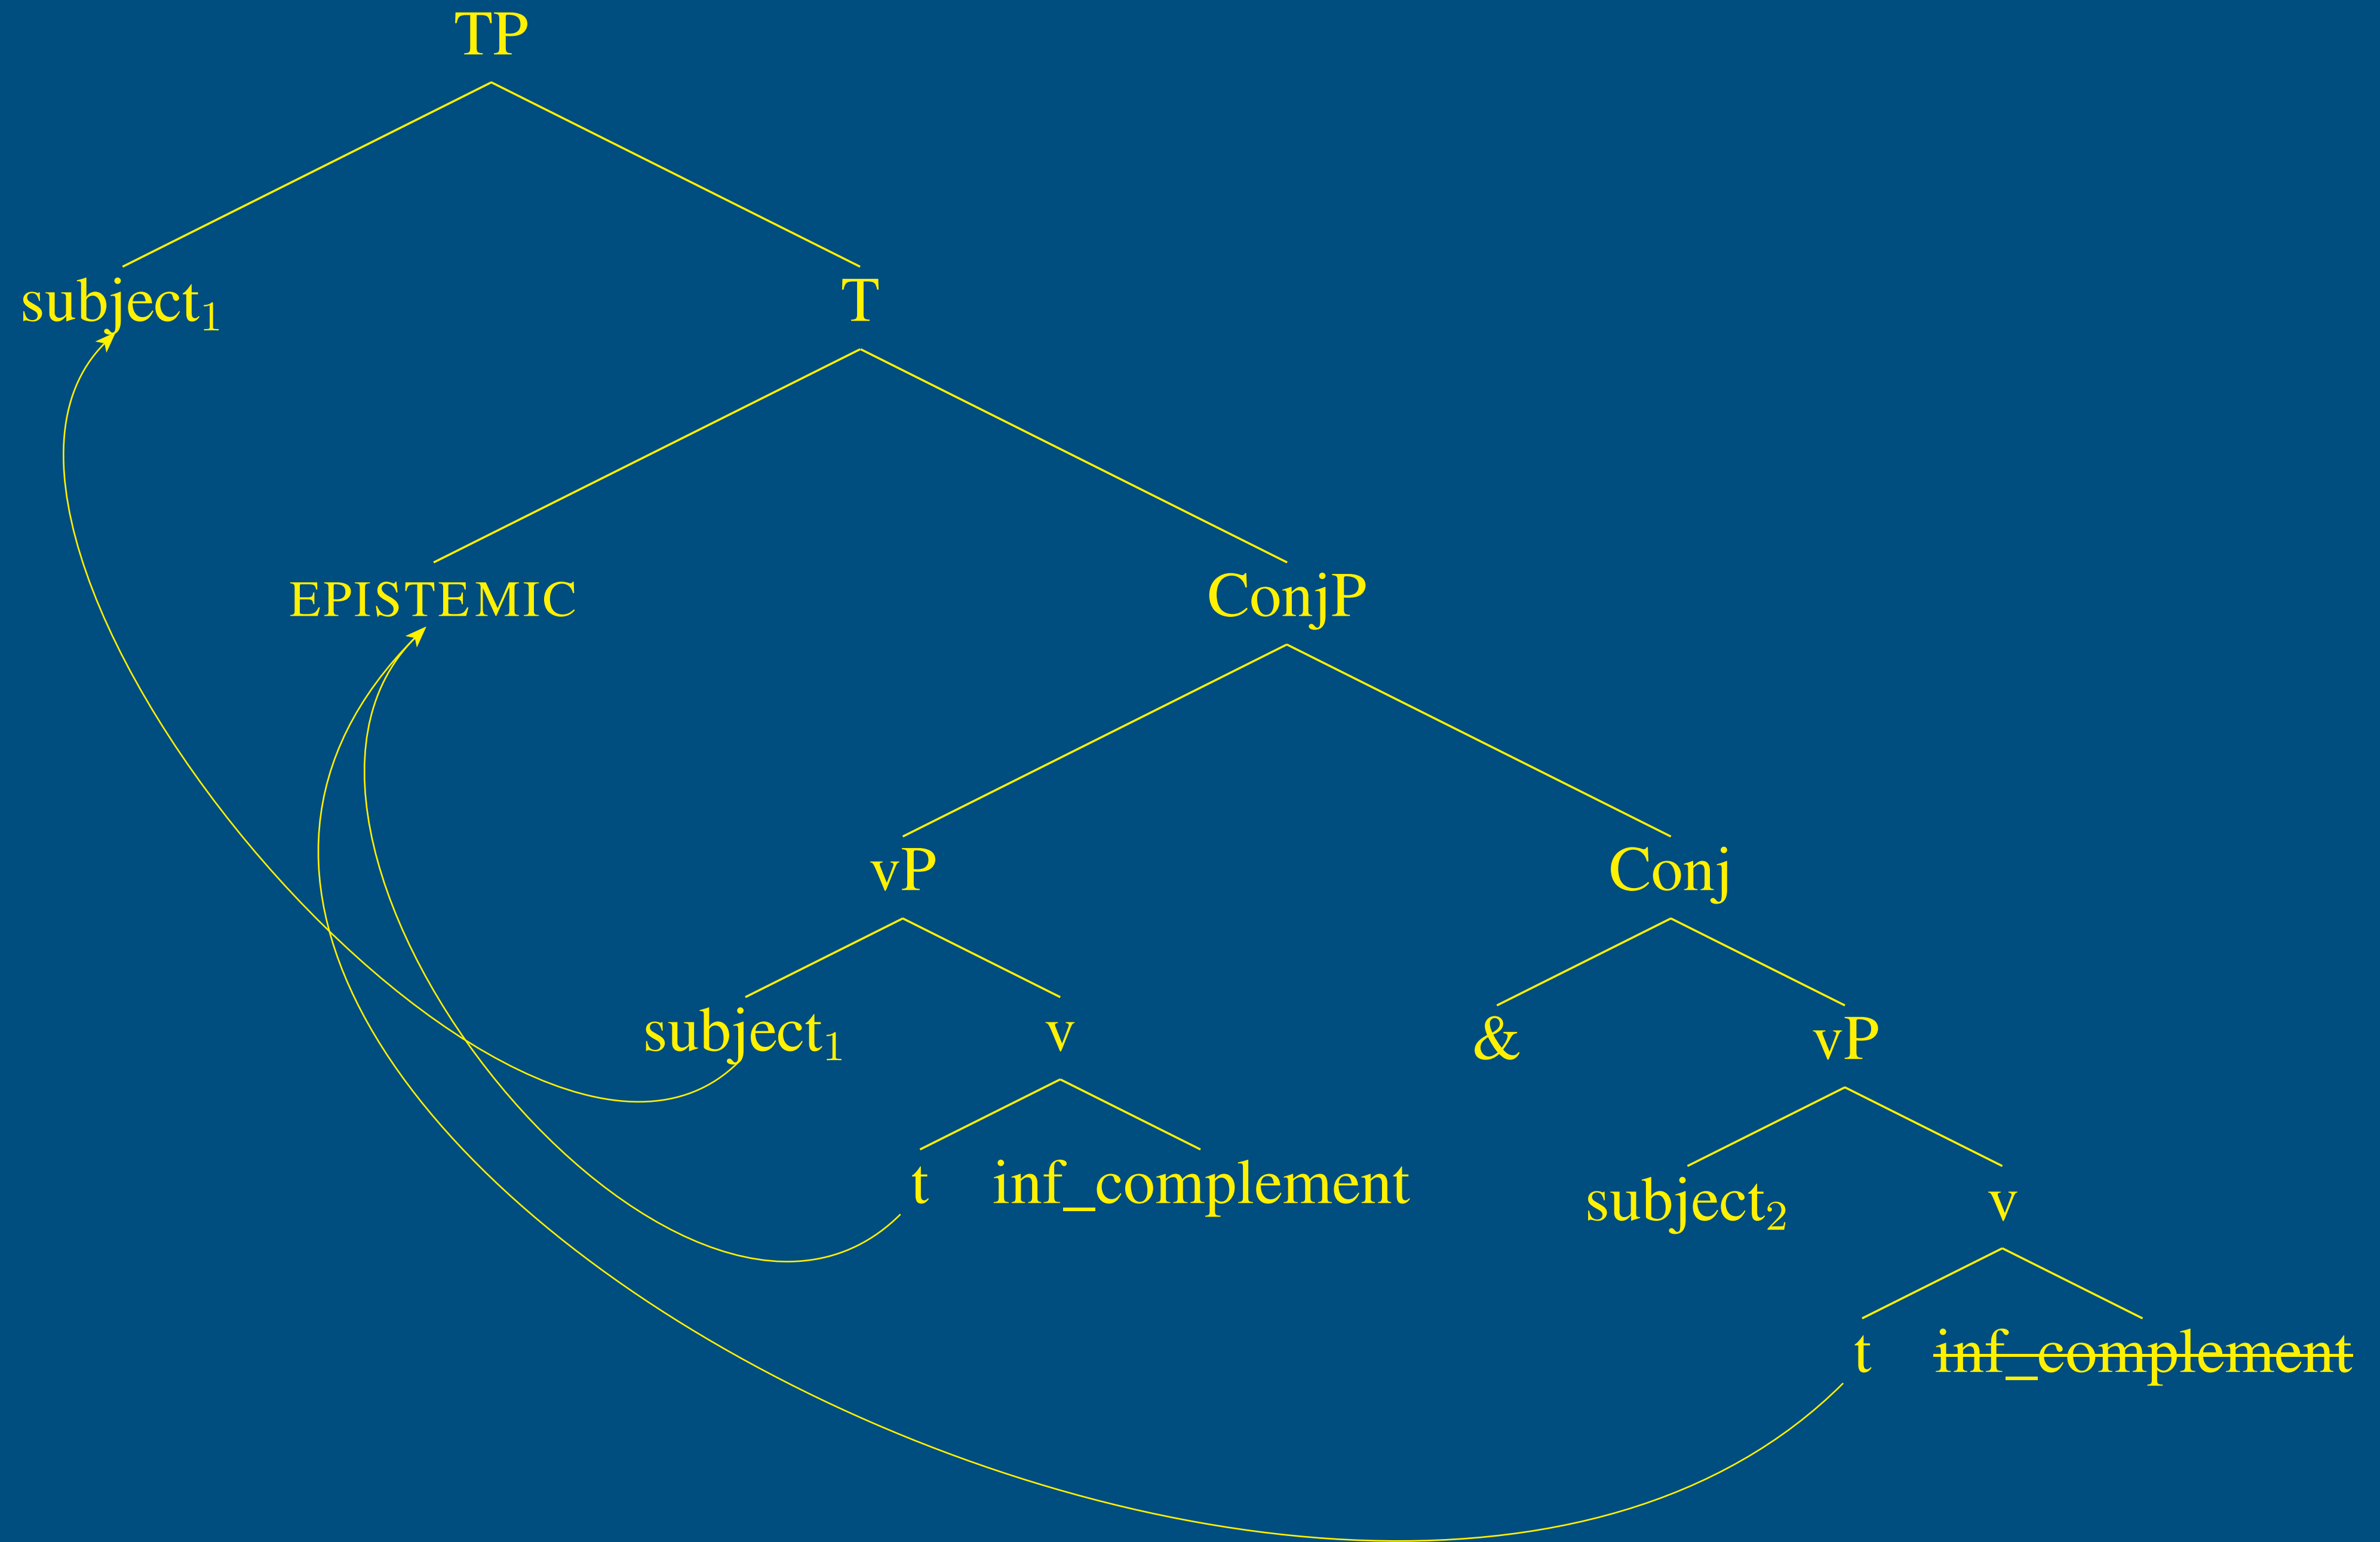 TP
subject₁ T
EPISTEMIC ConjP
vP Conj
subject₁ v & vP
t inf_complement subject₂ v
t inf_complement